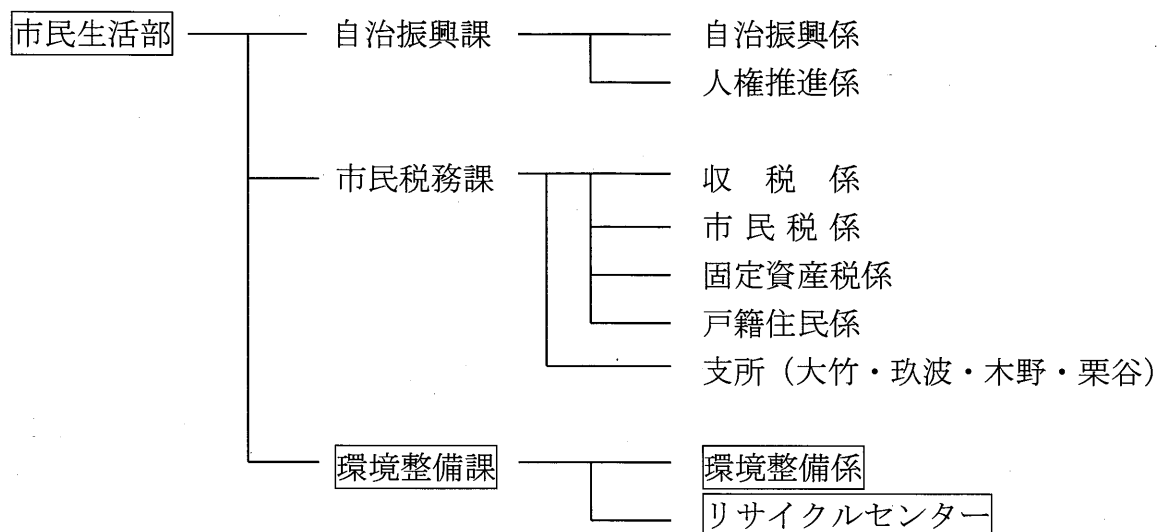 市民生活部 自治振興課 自治振興係
人権推進係
市民税務課 収税係
市民税係
固定資産税係
戸籍住民係
支所(大竹・玖波・木野・栗谷)
環境整備課 環境整備係
リサイクルセンター